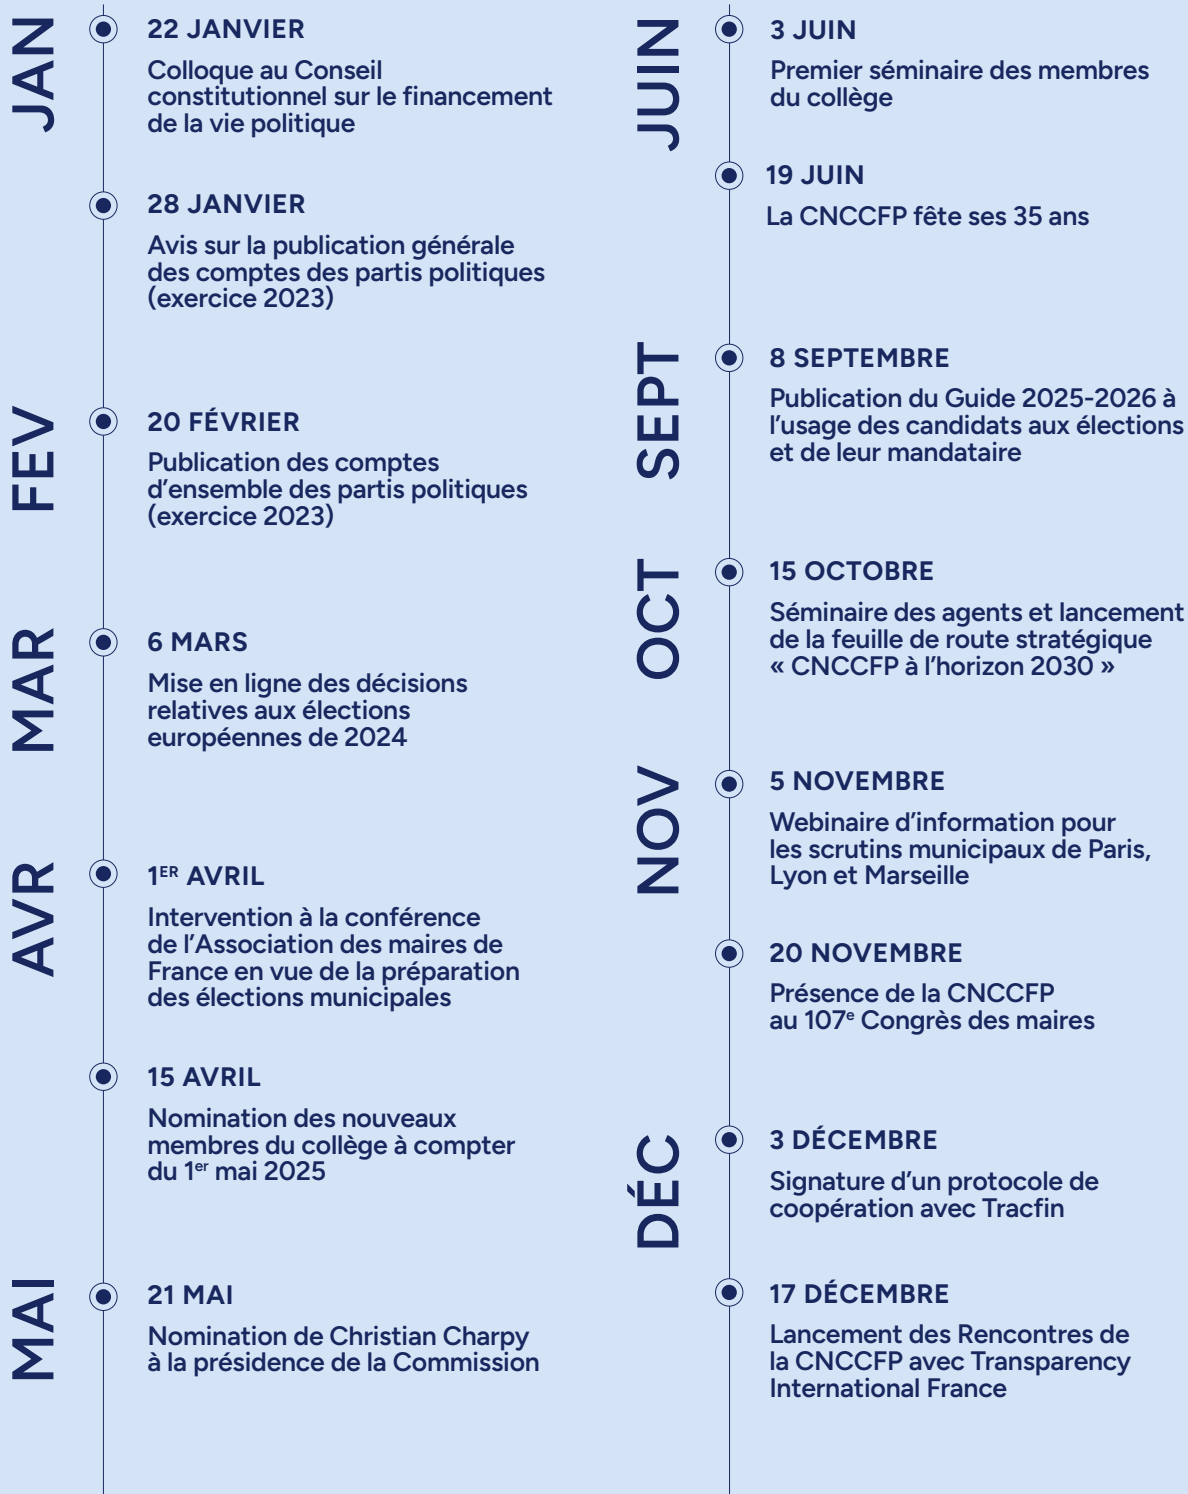 JAN
22 JANVIER
Colloque au Conseil
constitutionnel sur le financement
de la vie politique
28 JANVIER
Avis sur la publication générale
des comptes des partis politiques
(exercice 2023)
FEV
20 FÉVRIER
Publication des comptes
d’ensemble des partis politiques
(exercice 2023)
MAR
6 MARS
Mise en ligne des décisions
relatives aux élections
européennes de 2024
AVR
1ER AVRIL
Intervention à la conférence
de l’Association des maires de
France en vue de la préparation
des élections municipales
15 AVRIL
Nomination des nouveaux
membres du collège à compter
du 1er mai 2025
MAI
21 MAI
Nomination de Christian Charpy
à la présidence de la Commission
JUIN
3 JUIN
Premier séminaire des membres
du collège
19 JUIN
La CNCCFP fête ses 35 ans
SEPT
8 SEPTEMBRE
Publication du Guide 2025-2026 à
l’usage des candidats aux élections
et de leur mandataire
OCT
15 OCTOBRE
Séminaire des agents et lancement
de la feuille de route stratégique
« CNCCFP à l’horizon 2030 »
NOV
5 NOVEMBRE
Webinaire d’information pour
les scrutins municipaux de Paris,
Lyon et Marseille
20 NOVEMBRE
Présence de la CNCCFP
au 107e Congrès des maires
DÉC
3 DÉCEMBRE
Signature d’un protocole de
coopération avec Tracfin
17 DÉCEMBRE
Lancement des Rencontres de
la CNCCFP avec Transparency
International France